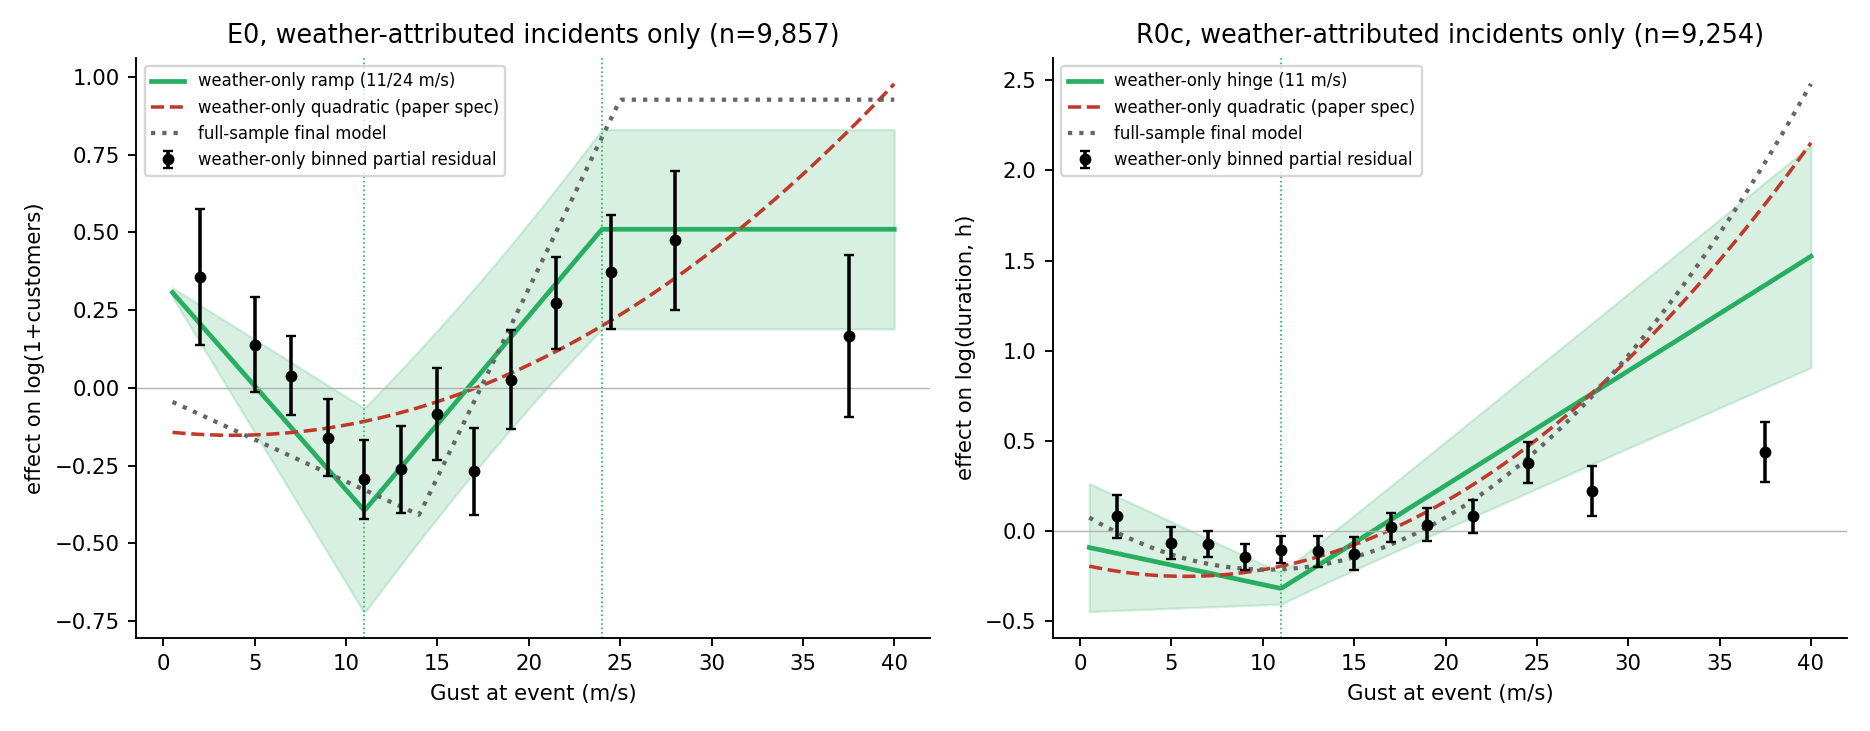 E0, weather-attributed incidents only (n=9,857)
weather-only ramp (11/24 m/s)
weather-only quadratic (paper spec)
full-sample final model
weather-only binned partial residual
effect on log(1+customers)
1.00
0.75
0.50
0.25
0.00
−0.25
−0.50
−0.75
0 5 10 15 20 25 30 35 40
Gust at event (m/s)
R0c, weather-attributed incidents only (n=9,254)
weather-only hinge (11 m/s)
weather-only quadratic (paper spec)
full-sample final model
weather-only binned partial residual
effect on log(duration, h)
2.5
2.0
1.5
1.0
0.5
0.0
−0.5
0 5 10 15 20 25 30 35 40
Gust at event (m/s)